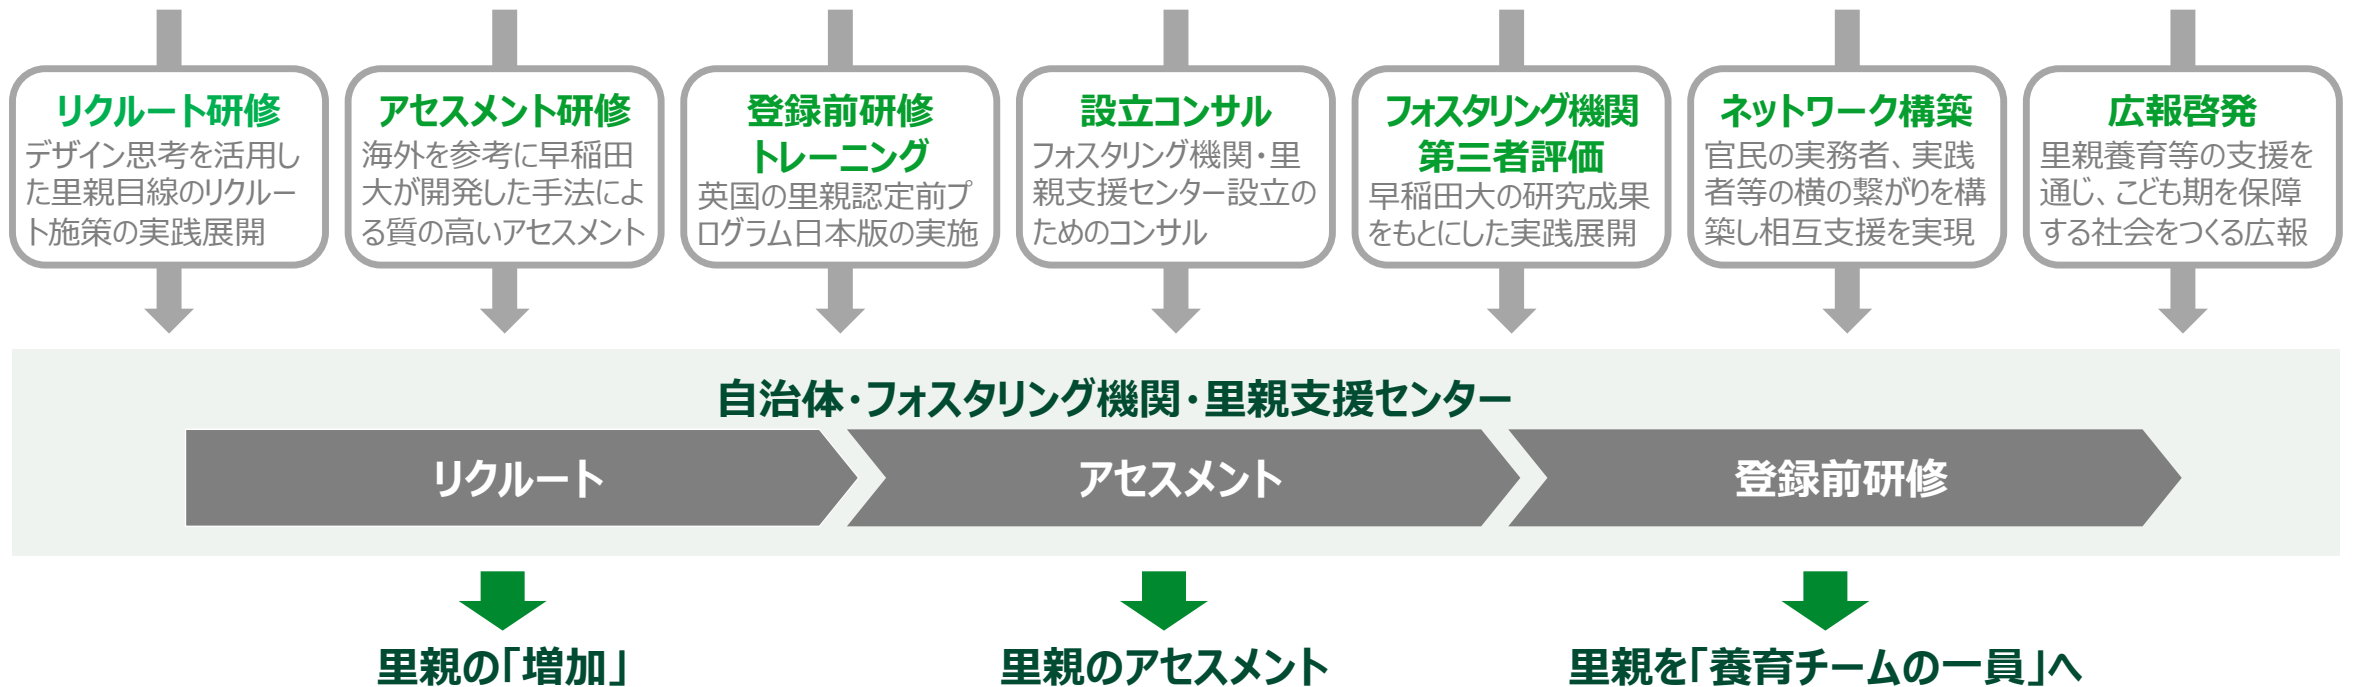 リクルート研修
デザイン思考を活用し
た里親目線のリクルー
ト施策の実践展開
アセスメント研修
海外を参考に早稲田
大が開発した手法によ
る質の高いアセスメント
登録前研修
トレーニング
英国の里親認定前プ
ログラム日本版の実施
設立コンサル
フォスタリング機関・里
親支援センター設立の
ためのコンサル
フォスタリング機関
第三者評価
早稲田大の研究成果
をもとにした実践展開
ネットワーク構築
官民の実務者、実践
者等の横の繋がりを構
築し相互支援を実現
広報啓発
里親養育等の支援を
通じ、こども期を保障
する社会をつくる広報
自治体・フォスタリング機関・里親支援センター
リクルート
アセスメント
登録前研修
里親の「増加」
里親のアセスメント
里親を「養育チームの一員」へ